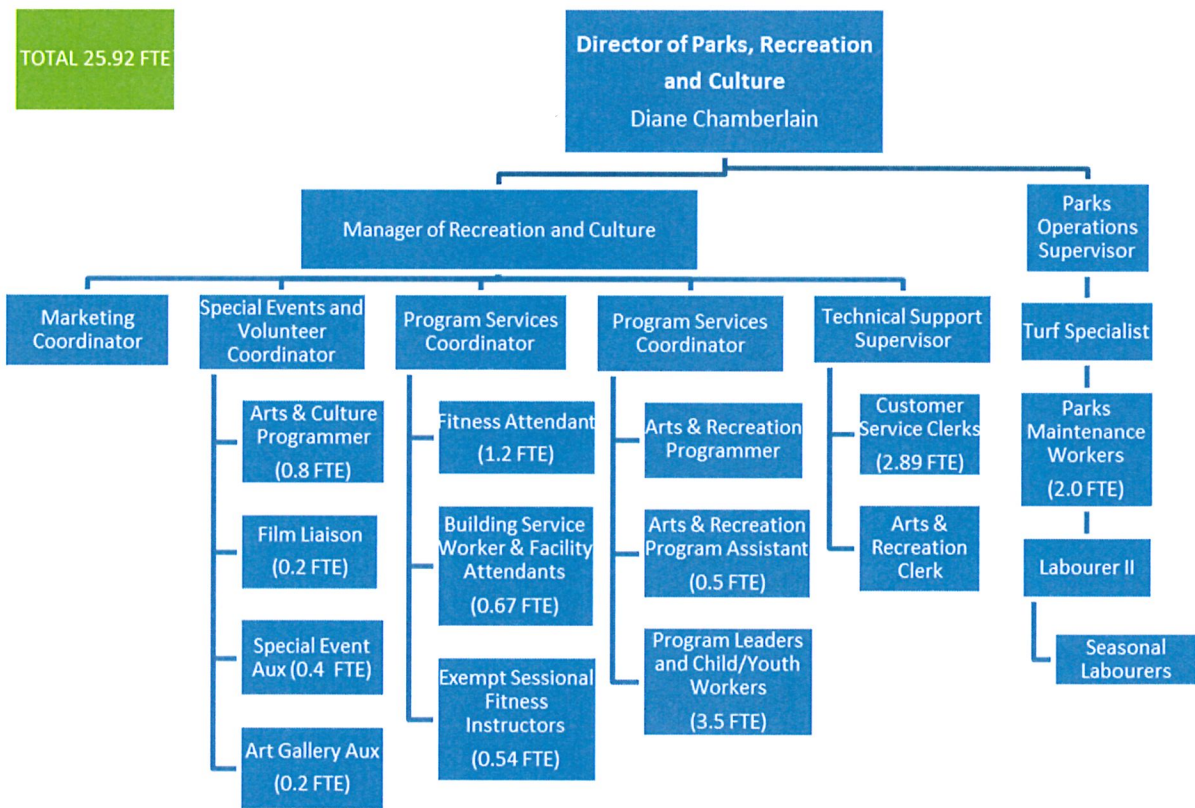 TOTAL 25.92 FTE
Director of Parks, Recreation
and Culture
Diane Chamberlain
Manager of Recreation and Culture
Parks
Operations
Supervisor
Marketing
Coordinator
Special Events and
Volunteer
Coordinator
Program Services
Coordinator
Program Services
Coordinator
Technical Support
Supervisor
Turf Specialist
Arts & Culture
Programmer
(0.8 FTE)
Film Liaison
(0.2 FTE)
Special Event
Aux (0.4 FTE)
Art Gallery Aux
(0.2 FTE)
Fitness Attendant
(1.2 FTE)
Building Service
Worker & Facility
Attendants
(0.67 FTE)
Exempt Sessional
Fitness
Instructors
(0.54 FTE)
Arts & Recreation
Programmer
Arts & Recreation
Program Assistant
(0.5 FTE)
Program Leaders
and Child/Youth
Workers
(3.5 FTE)
Customer
Service Clerks
(2.89 FTE)
Arts &
Recreation
Clerk
Parks
Maintenance
Workers
(2.0 FTE)
Labourer II
Seasonal
Labourers